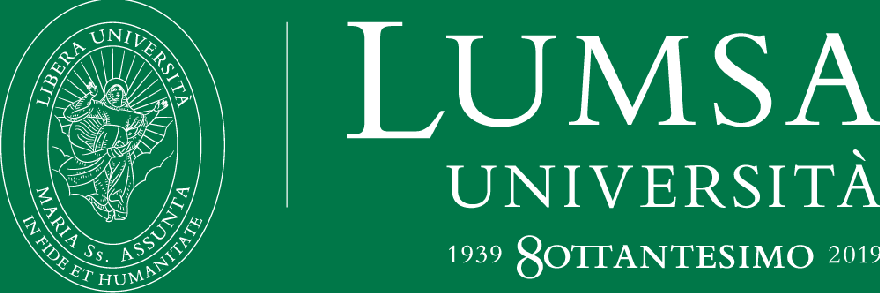 LIBERA UNIVERSITÀ
MARIA Ss. ASSUNTA
IN FIDE ET HUMANITATE
LUMSA
UNIVERSITÀ
1939 8OTTANTESIMO 2019